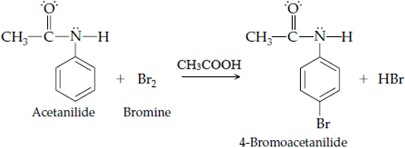 O O
CH₃—C—N—H CH₃—C—N—H
+ Br₂ CH₃COOH + HBr
Acetanilide Bromine Br
4-Bromoacetanilide